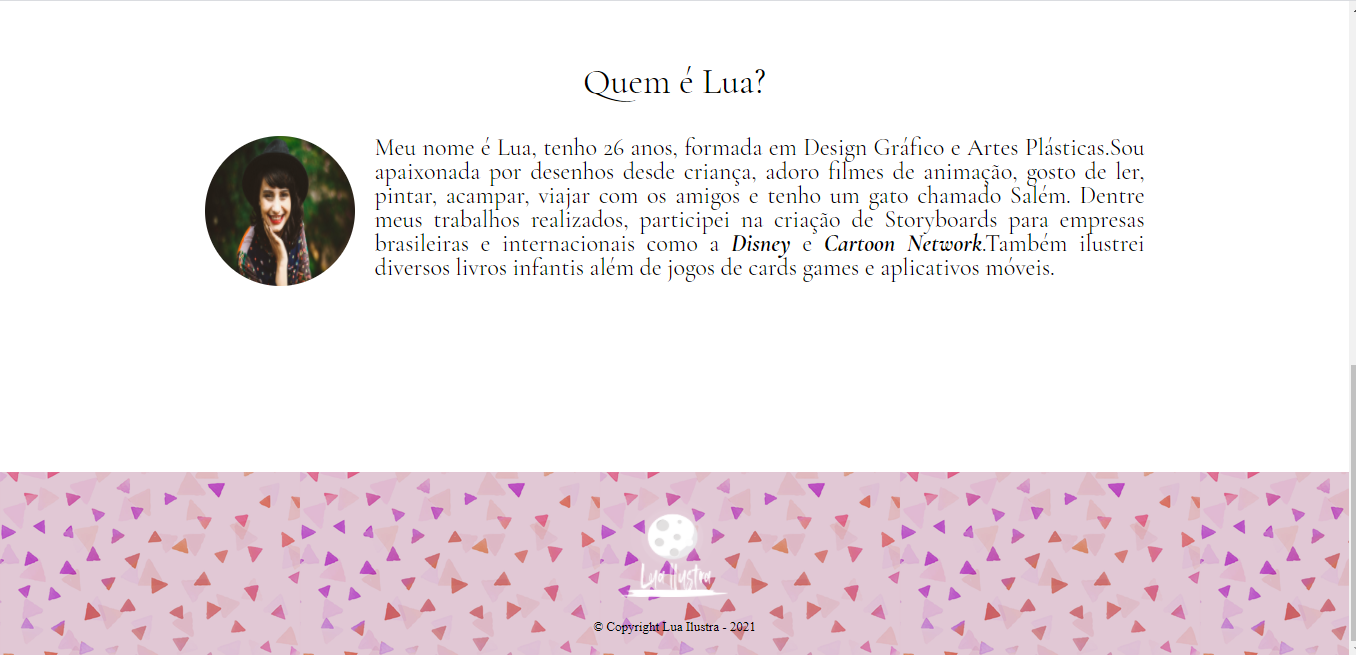 Quem é Lua?
Meu nome é Lua, tenho 26 anos, formada em Design Gráfico e Artes Plásticas.Sou
apaixonada por desenhos desde criança, adoro filmes de animação, gosto de ler,
pintar, acampar, viajar com os amigos e tenho um gato chamado Salém. Dentre
meus trabalhos realizados, participei na criação de Storyboards para empresas
brasileiras e internacionais como a Disney e Cartoon Network.Também ilustrei
diversos livros infantis além de jogos de cards games e aplicativos móveis.
Lua Ilustra
© Copyright Lua Ilustra - 2021